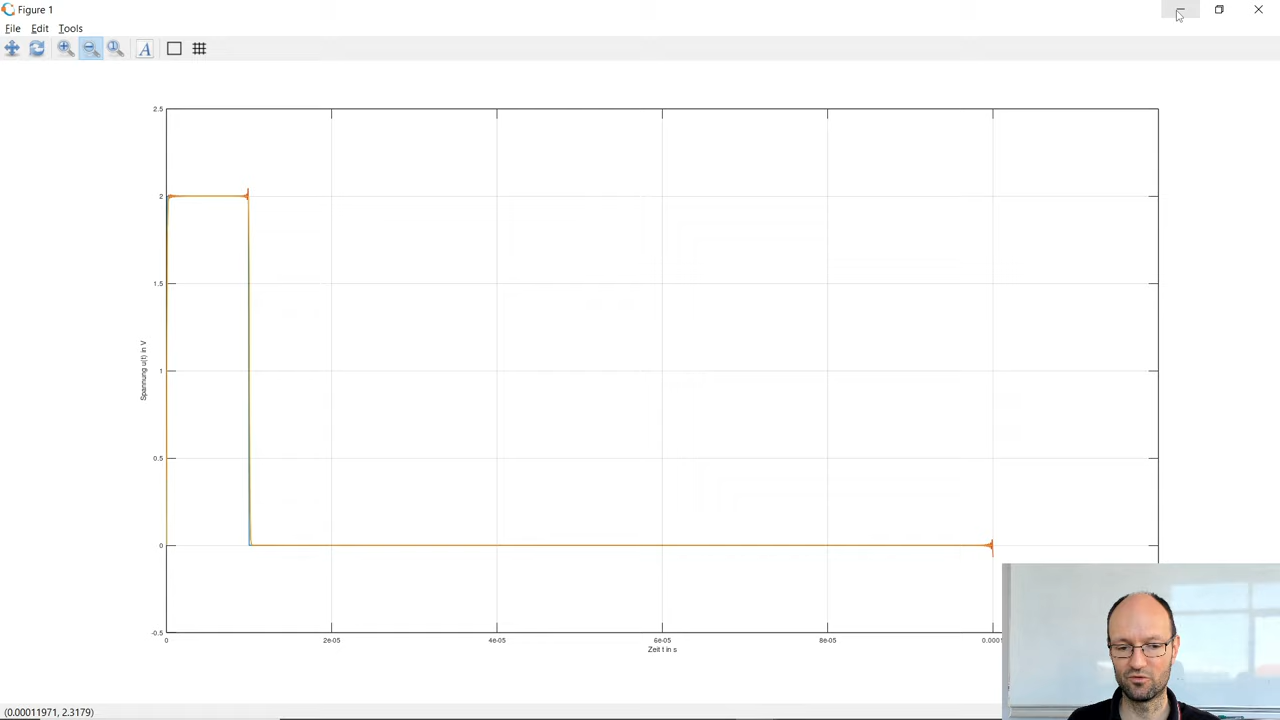 Figure 1
File Edit Tools
A
2.5
2
1.5
1
0.5
0
-0.5
Spannung u(t) in V
0 2e-05 4e-05 6e-05 8e-05 0.0001
Zeit t in s
(0.00011971, 2.3179)